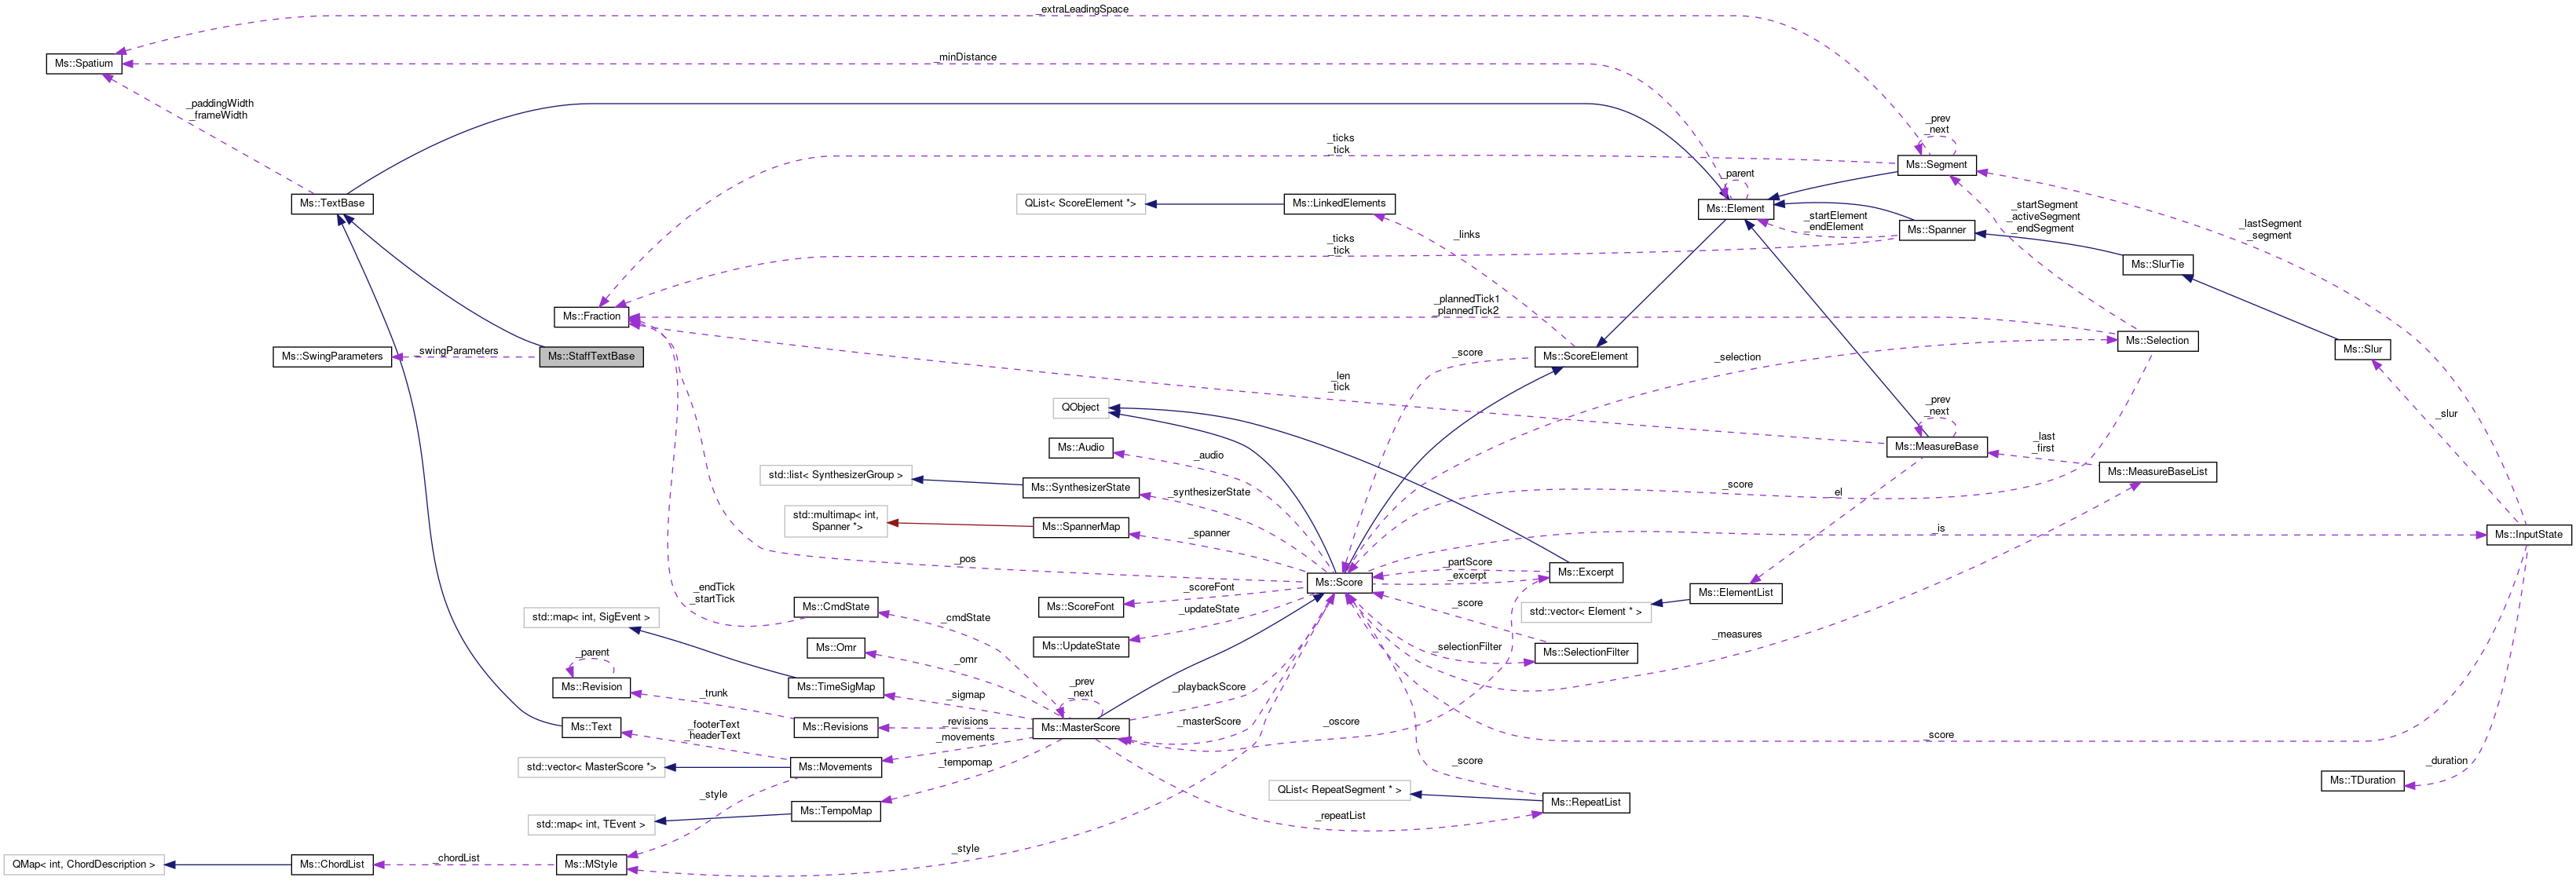 _extraLeadingSpace
Ms::Spatium
_minDistance
_paddingWidth
_frameWidth
_prev
_next
_ticks
_tick
Ms::Segment
_parent
Ms::TextBase
QList< ScoreElement *>
Ms::LinkedElements
Ms::Element
_startElement
_endElement
_startSegment
_activeSegment
_endSegment
_lastSegment
_segment
Ms::Spanner
_links
_ticks
_tick
Ms::SlurTie
_plannedTick1
_plannedTick2
Ms::Fraction
Ms::SwingParameters
_swingParameters
Ms::StaffTextBase
_score
Ms::ScoreElement
_selection
Ms::Selection
Ms::Slur
_len
_tick
QObject
_prev
_next
_slur
Ms::Audio
_audio
Ms::MeasureBase
_last
_first
std::list< SynthesizerGroup >
Ms::SynthesizerState
_synthesizerState
_score
_el
Ms::MeasureBaseList
std::multimap< int,
Spanner *>
Ms::SpannerMap
_spanner
_is
Ms::InputState
_pos
_partScore
_excerpt
Ms::Excerpt
Ms::Score
_endTick
_startTick
_scoreFont
Ms::ScoreFont
Ms::CmdState
_cmdState
_updateState
Ms::UpdateState
_score
std::vector< Element * >
Ms::ElementList
std::map< int, SigEvent >
Ms::Omr
_omr
_selectionFilter
Ms::SelectionFilter
_measures
_parent
Ms::Revision
_trunk
Ms::TimeSigMap
_sigmap
_prev
_next
_playbackScore
Ms::Text
_footerText
_headerText
Ms::Revisions
_revisions
Ms::MasterScore
_masterScore
_oscore
_score
_movements
std::vector< MasterScore *>
Ms::Movements
_tempomap
_score
_duration
Ms::TDuration
_style
QList< RepeatSegment * >
Ms::RepeatList
std::map< int, TEvent >
Ms::TempoMap
_repeatList
_style
QMap< int, ChordDescription >
Ms::ChordList
_chordList
Ms::MStyle